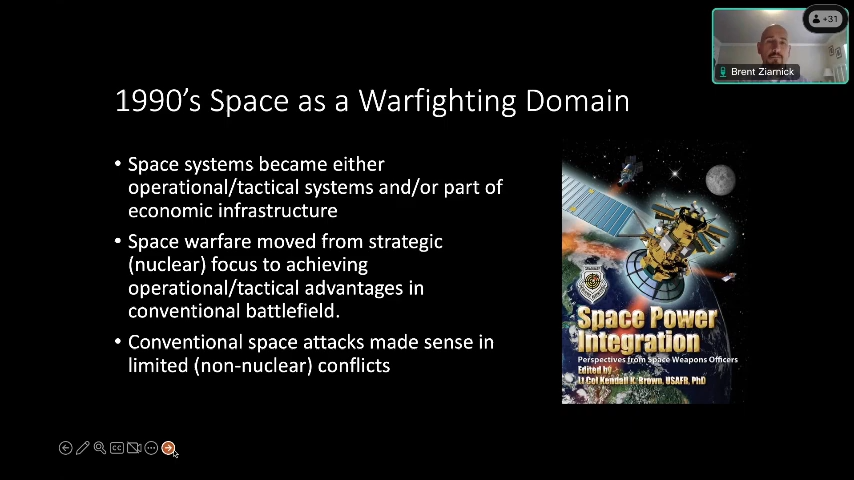 +31
Brent Ziarnick
1990's Space as a Warfighting Domain
• Space systems became either
operational/tactical systems and/or part of
economic infrastructure
• Space warfare moved from strategic
(nuclear) focus to achieving
operational/tactical advantages in
conventional battlefield.
• Conventional space attacks made sense in
limited (non-nuclear) conflicts
Space Power
Integration
Perspectives from Space Weapons Officers
Edited by
Lt Col Kendall K. Brown, USAFR, PhD
CC